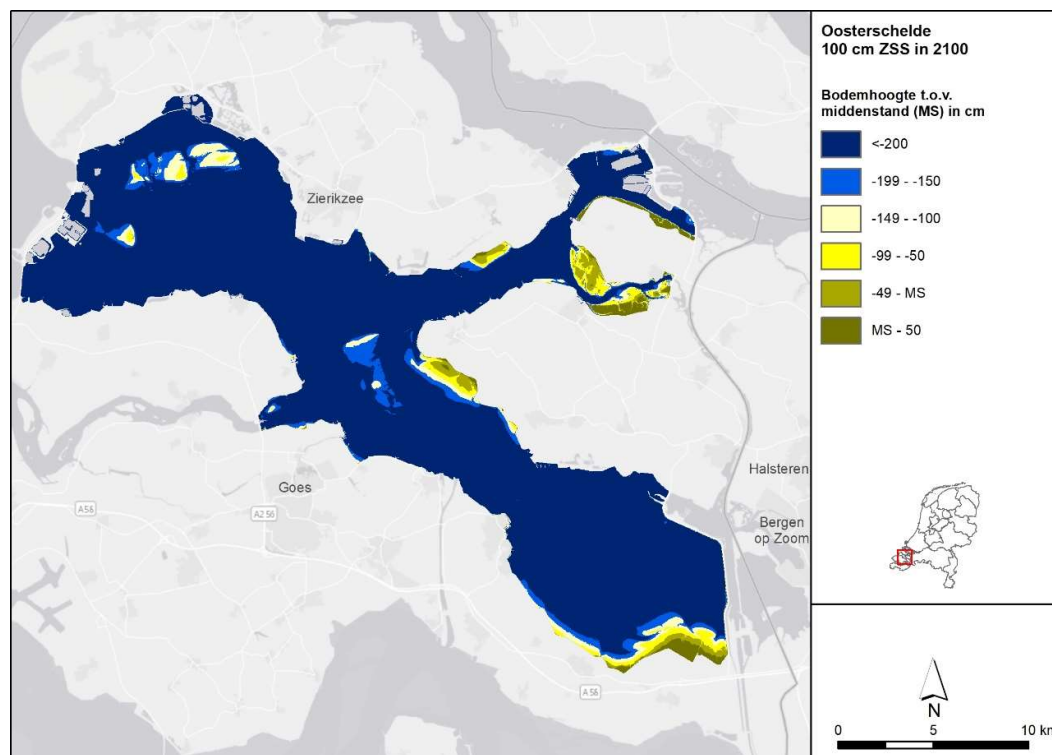 Oosterschelde
100 cm ZSS in 2100
Bodemhoogte t.o.v.
middenstand (MS) in cm
<-200
-199 - -150
-149 - -100
-99 - -50
-49 - MS
MS - 50
Zierikzee
Goes
A58
A256
A58
Halsteren
Bergen
op Zoom
N
0 5 10 km